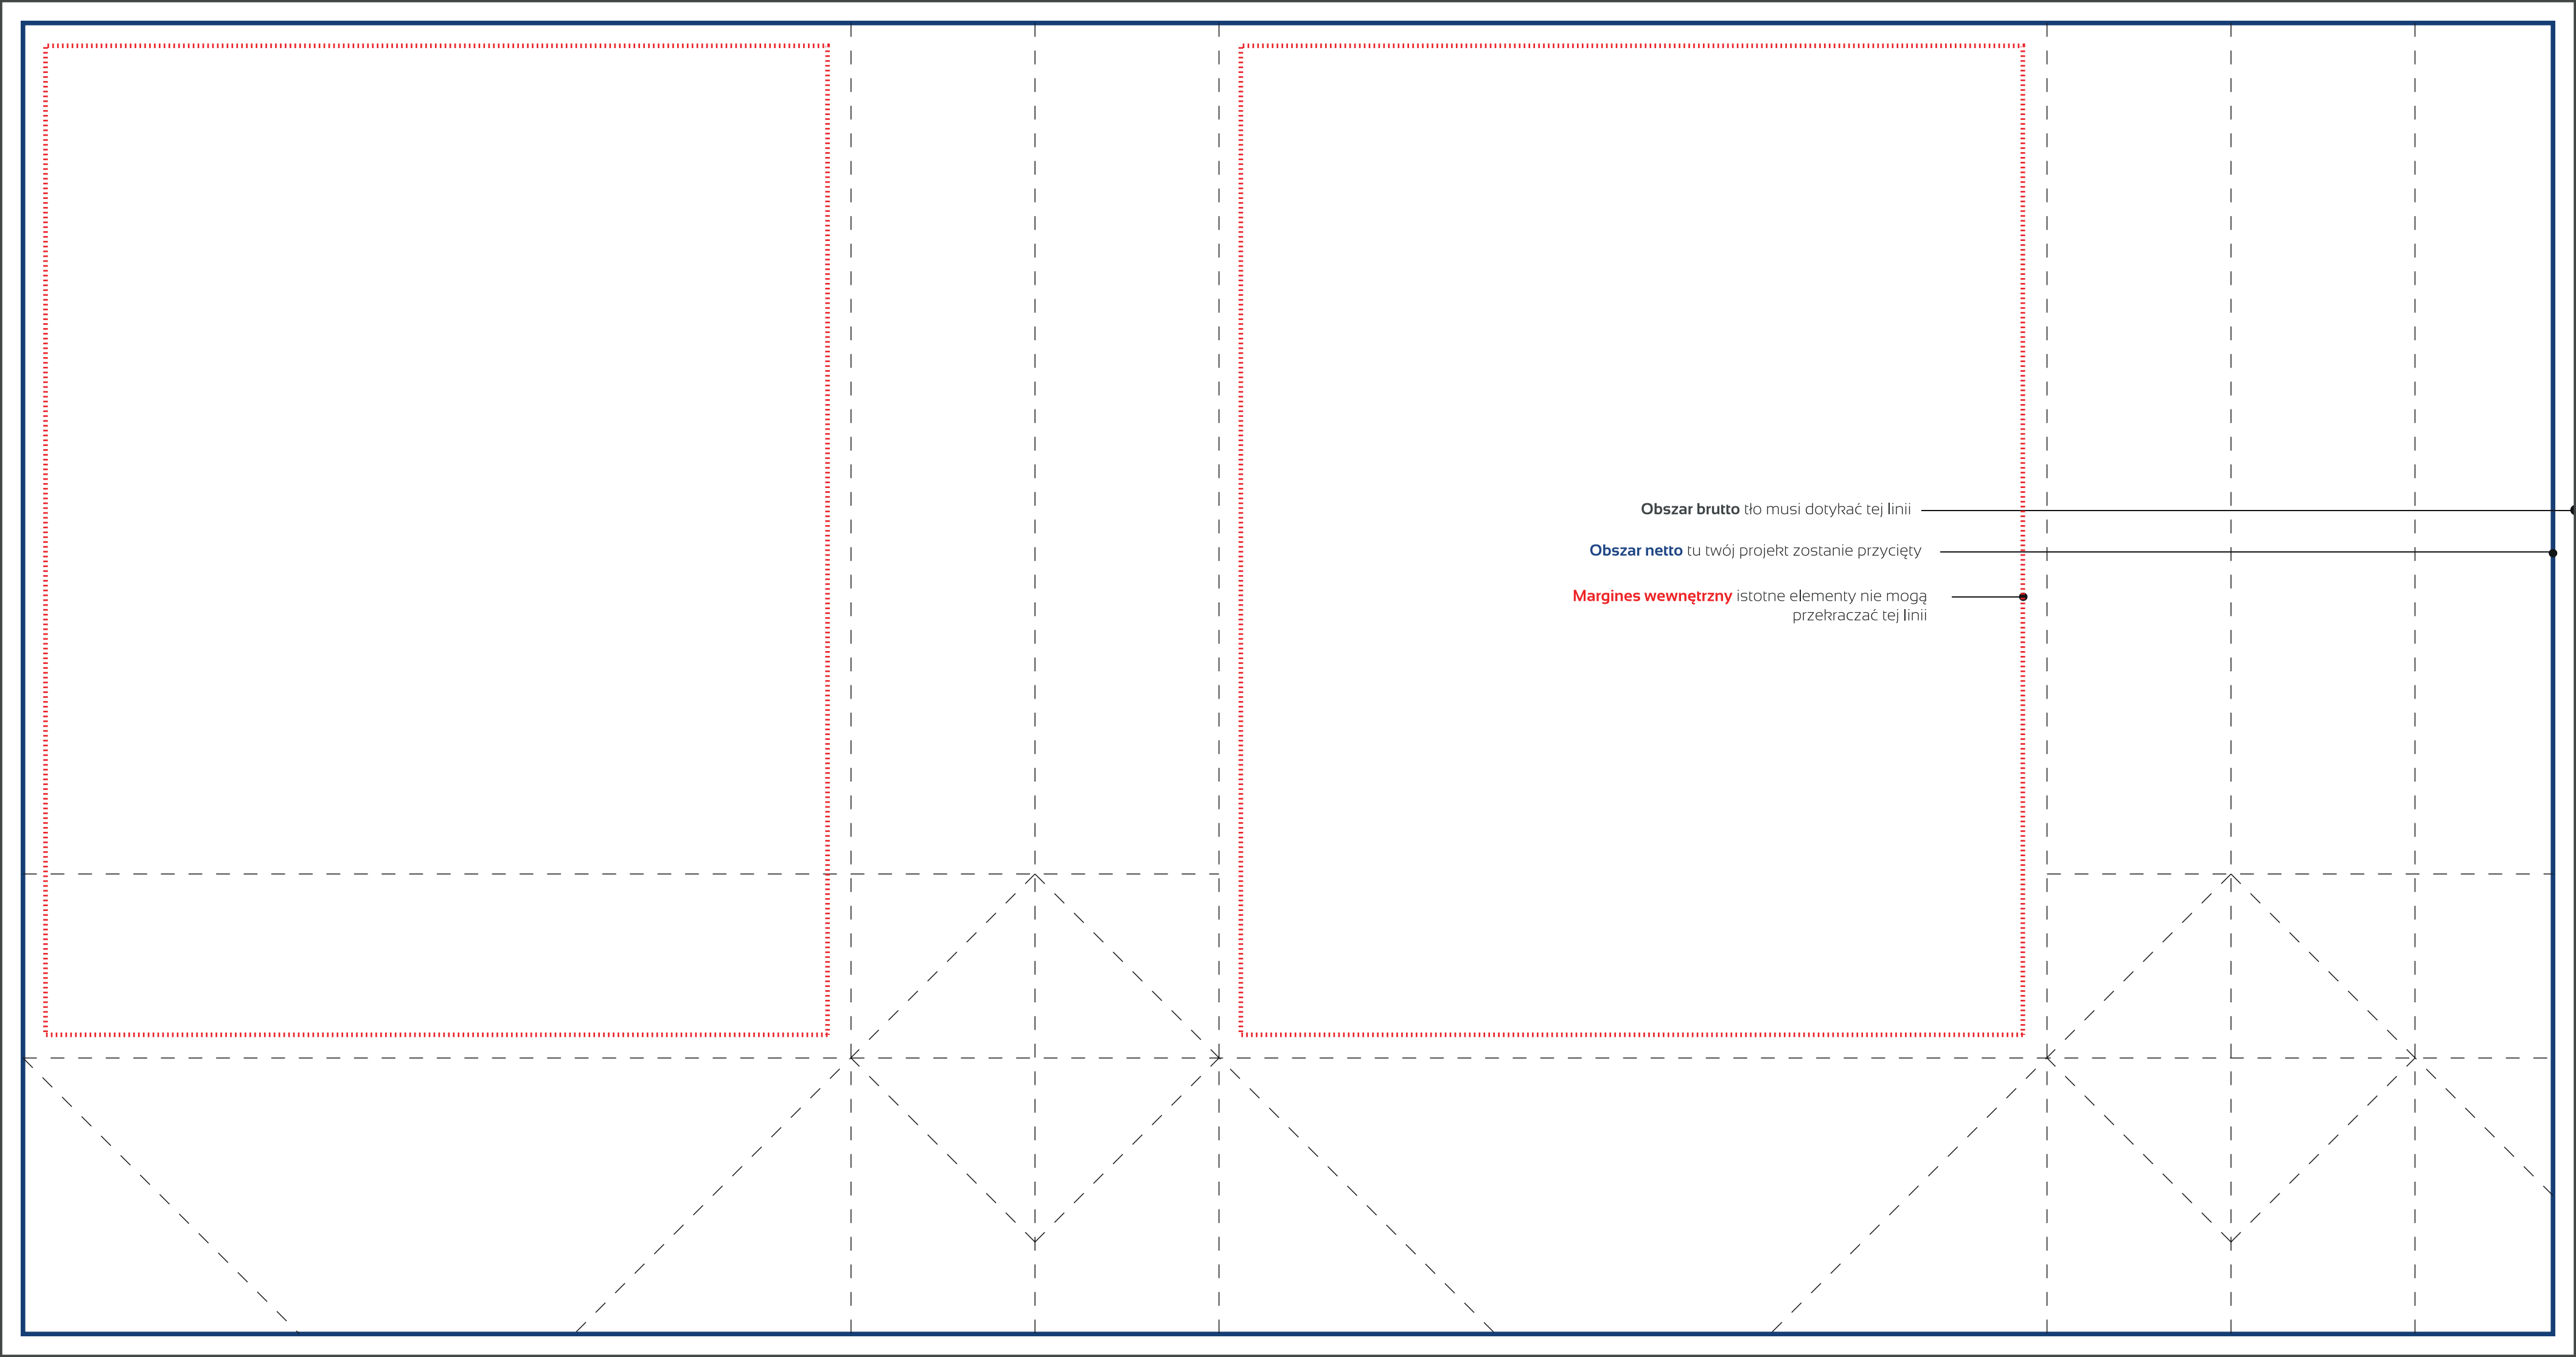 Obszar brutto tło musi dotykać tej linii
Obszar netto tu twój projekt zostanie przycięty
Margines wewnętrzny istotne elementy nie mogą
przekraczać tej linii